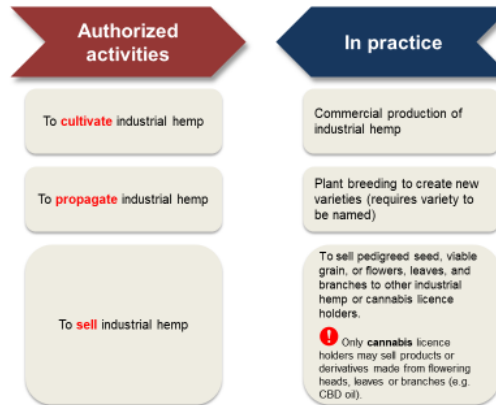 Authorized
activities
In practice
To cultivate industrial hemp
Commercial production of
industrial hemp
To propagate industrial hemp
Plant breeding to create new
varieties (requires variety to
be named)
To sell industrial hemp
To sell pedigreed seed, viable
grain, or flowers, leaves, and
branches to other industrial
hemp or cannabis licence
holders.
! Only cannabis licence
holders may sell products or
derivatives made from flowering
heads, leaves or branches (e.g.
CBD oil).